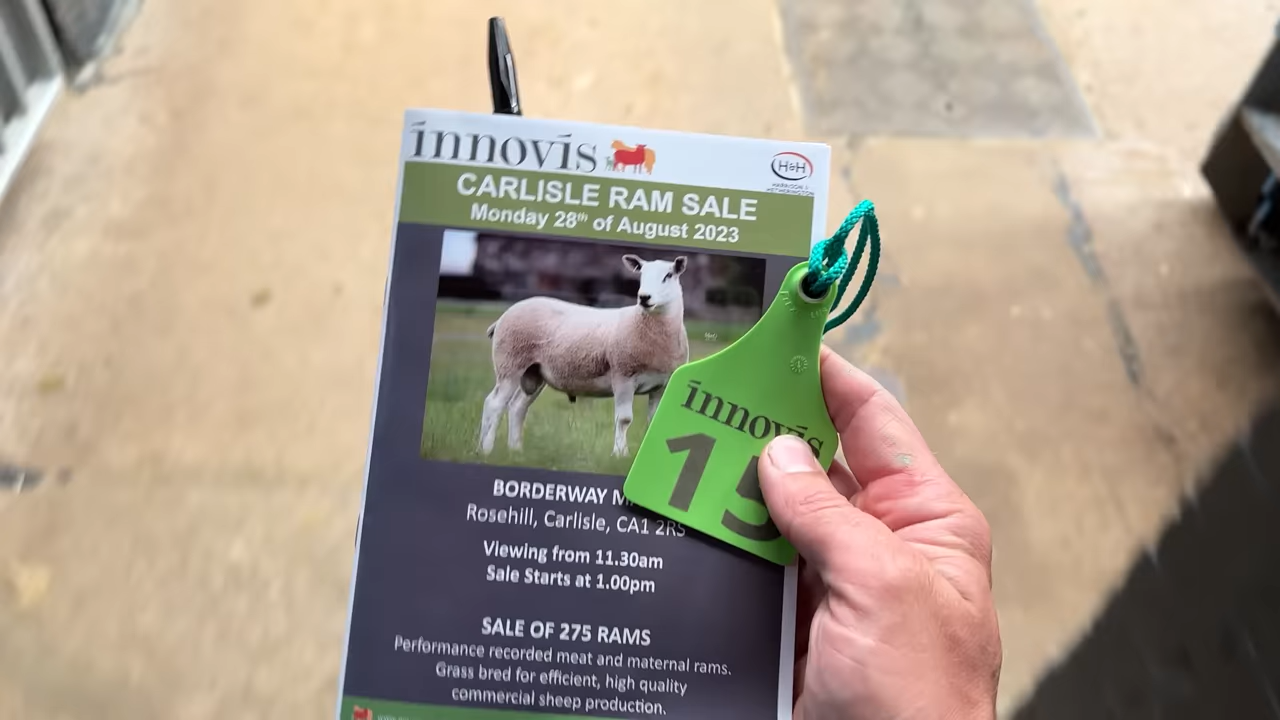 innovis
H&H
HARRISON &
HETHERINGTON
CARLISLE RAM SALE
Monday 28th of August 2023
innovis
15
BORDERWAY M
Rosehill, Carlisle, CA1 2RS
Viewing from 11.30am
Sale Starts at 1.00pm
SALE OF 275 RAMS
Performance recorded meat and maternal rams.
Grass bred for efficient, high quality
commercial sheep production.